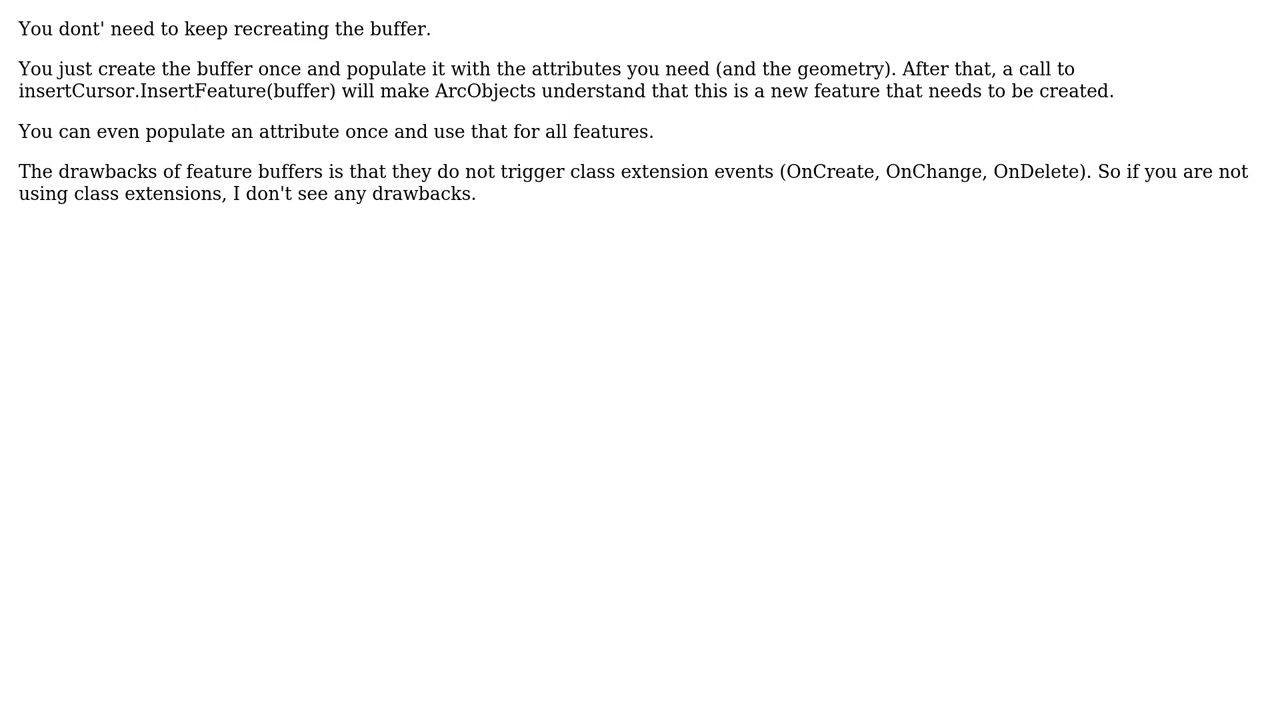 You dont' need to keep recreating the buffer.
You just create the buffer once and populate it with the attributes you need (and the geometry). After that, a call to
insertCursor.InsertFeature(buffer) will make ArcObjects understand that this is a new feature that needs to be created.
You can even populate an attribute once and use that for all features.
The drawbacks of feature buffers is that they do not trigger class extension events (OnCreate, OnChange, OnDelete). So if you are not
using class extensions, I don't see any drawbacks.